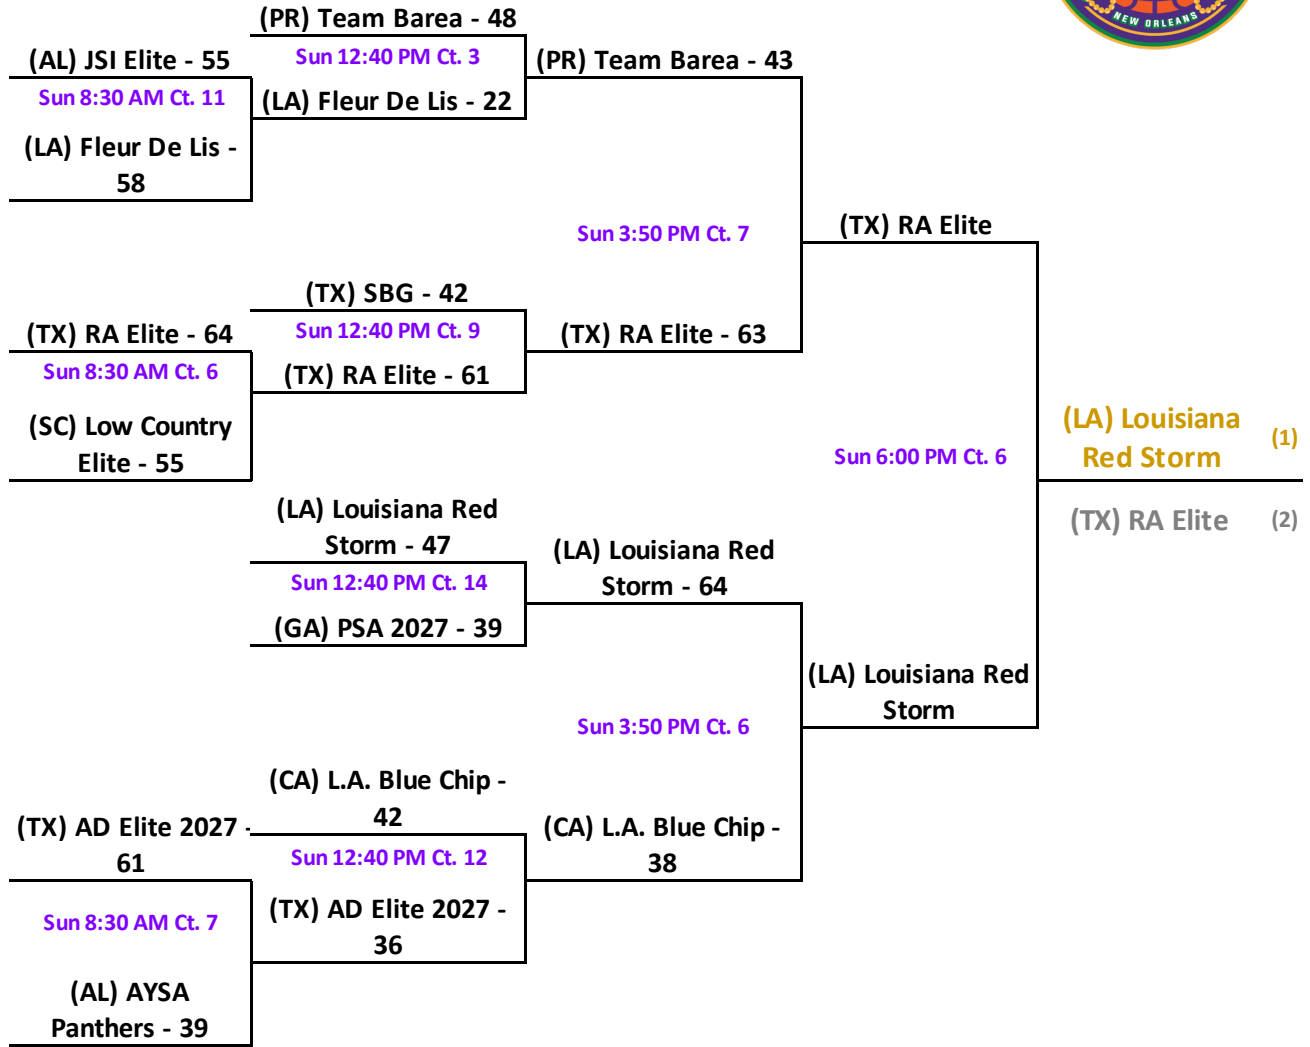 NEW ORLEANS
(PR) Team Barea - 48
(AL) JSI Elite - 55
Sun 12:40 PM Ct. 3
(PR) Team Barea - 43
Sun 8:30 AM Ct. 11
(LA) Fleur De Lis - 22
(LA) Fleur De Lis -
58
Sun 3:50 PM Ct. 7
(TX) RA Elite
(TX) SBG - 42
(TX) RA Elite - 64
Sun 12:40 PM Ct. 9
(TX) RA Elite - 63
Sun 8:30 AM Ct. 6
(TX) RA Elite - 61
(SC) Low Country
Elite - 55
Sun 6:00 PM Ct. 6
(LA) Louisiana
Red Storm
(1)
(TX) RA Elite
(2)
(LA) Louisiana Red
Storm - 47
(LA) Louisiana Red
Storm - 64
Sun 12:40 PM Ct. 14
(GA) PSA 2027 - 39
(LA) Louisiana Red
Storm
Sun 3:50 PM Ct. 6
(CA) L.A. Blue Chip -
42
(TX) AD Elite 2027 -
61
(CA) L.A. Blue Chip -
38
Sun 12:40 PM Ct. 12
Sun 8:30 AM Ct. 7
(TX) AD Elite 2027 -
36
(AL) AYSA
Panthers - 39